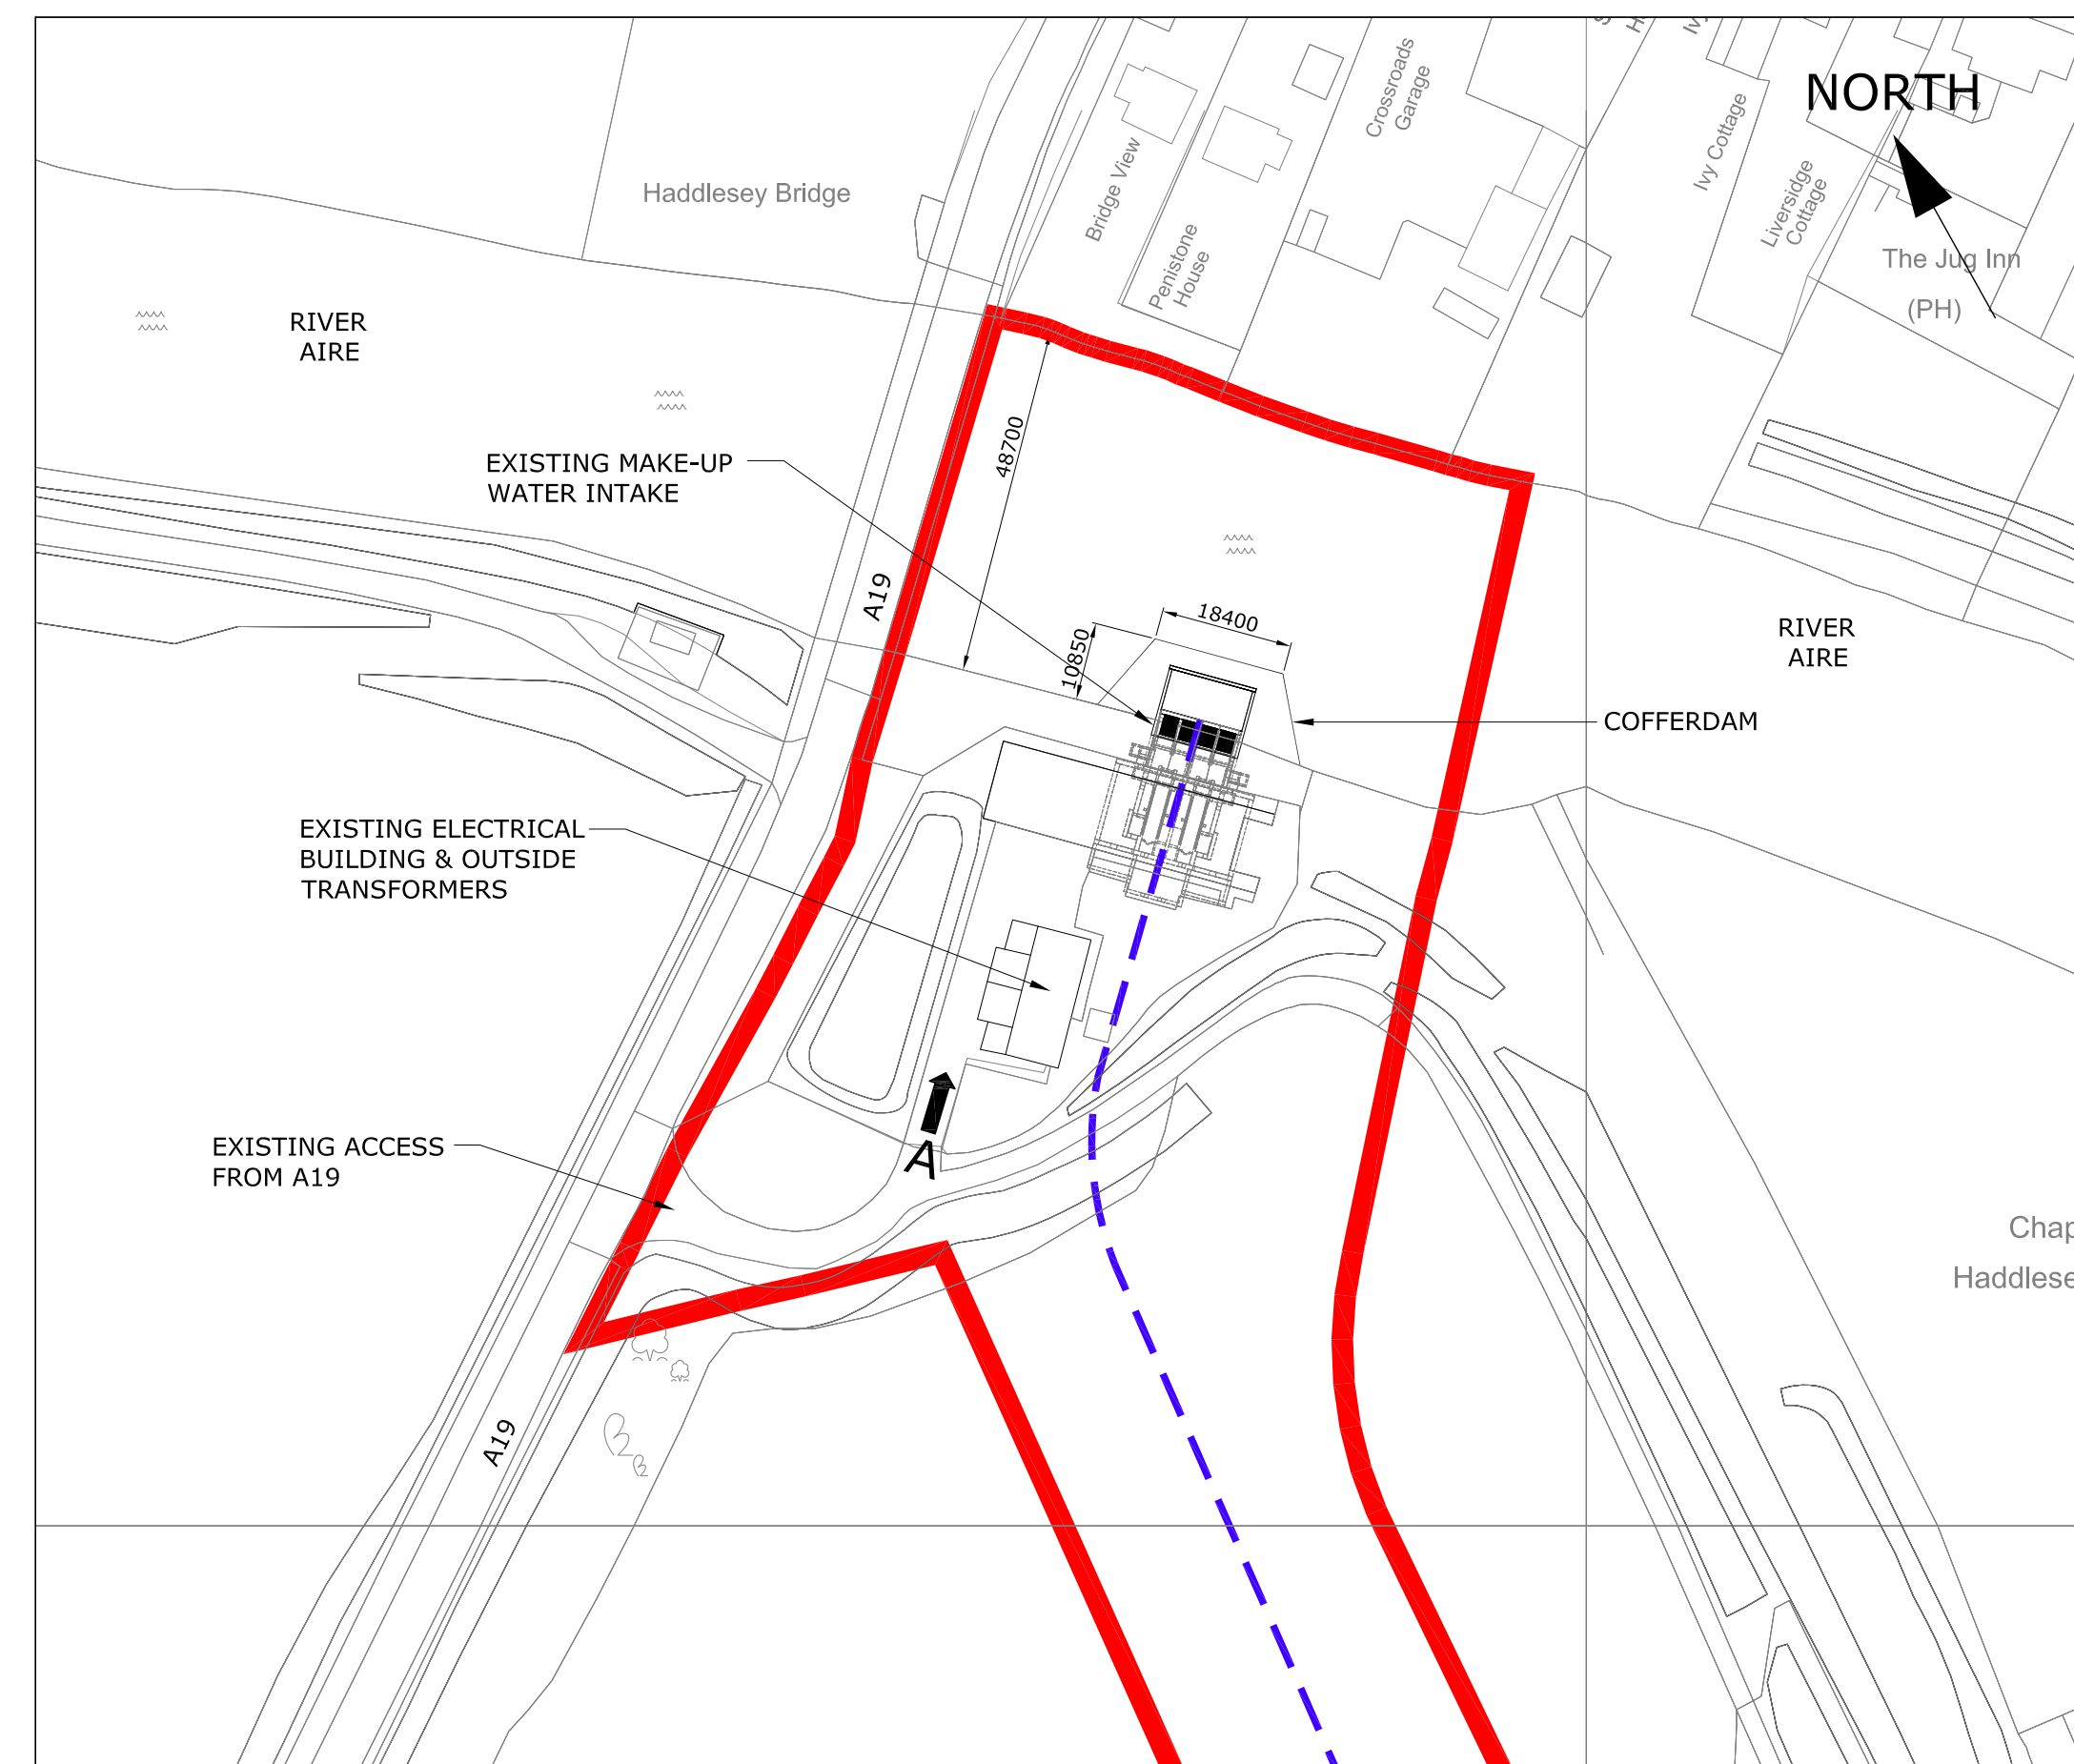 NORTH
Haddlesey Bridge
Bridge View
Penistone
House
Crossroads
Garage
Ivy Cottage
Liversidge
Cottage
The Jug Inn
(PH)
RIVER
AIRE
EXISTING MAKE-UP
WATER INTAKE
48700
A19
18400
10850
RIVER
AIRE
COFFERDAM
EXISTING ELECTRICAL
BUILDING & OUTSIDE
TRANSFORMERS
EXISTING ACCESS
FROM A19
A
Chap
Haddlese
A19